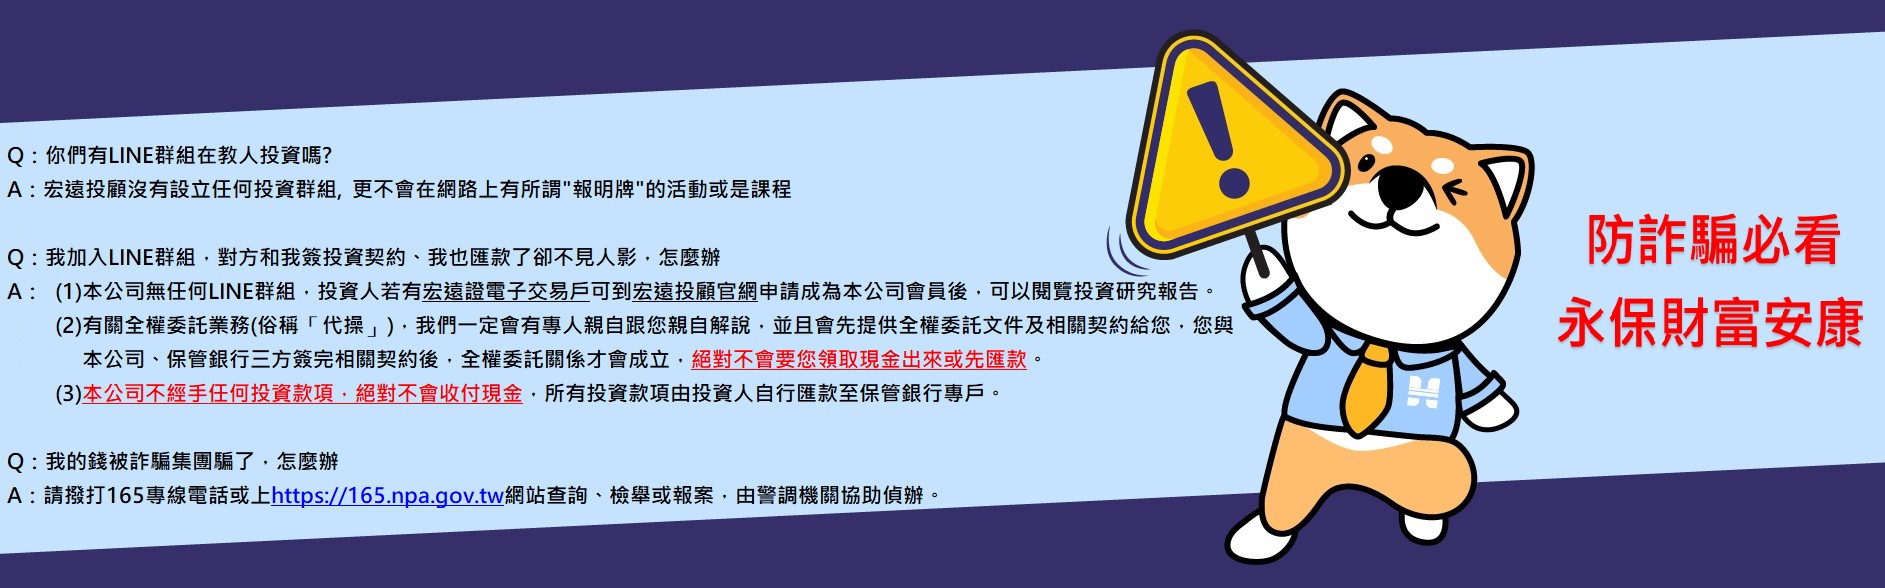 Q：你們有LINE群組在教人投資嗎?
A：宏遠投顧沒有設立任何投資群組, 更不會在網路上有所謂"報明牌"的活動或是課程
Q：我加入LINE群組，對方和我簽投資契約、我也匯款了卻不見人影，怎麼辦
A： (1)本公司無任何LINE群組，投資人若有宏遠證電子交易戶可到宏遠投顧官網申請成為本公司會員後，可以閱覽投資研究報告。
(2)有關全權委託業務(俗稱「代操」)，我們一定會有專人親自跟您親自解說，並且會先提供全權委託文件及相關契約給您，您與
本公司、保管銀行三方簽完相關契約後，全權委託關係才會成立，絕對不會要您領取現金出來或先匯款。
(3)本公司不經手任何投資款項，絕對不會收付現金，所有投資款項由投資人自行匯款至保管銀行專戶。
Q：我的錢被詐騙集團騙了，怎麼辦
A：請撥打165專線電話或上https://165.npa.gov.tw網站查詢、檢舉或報案，由警調機關協助偵辦。
防詐騙必看
永保財富安康